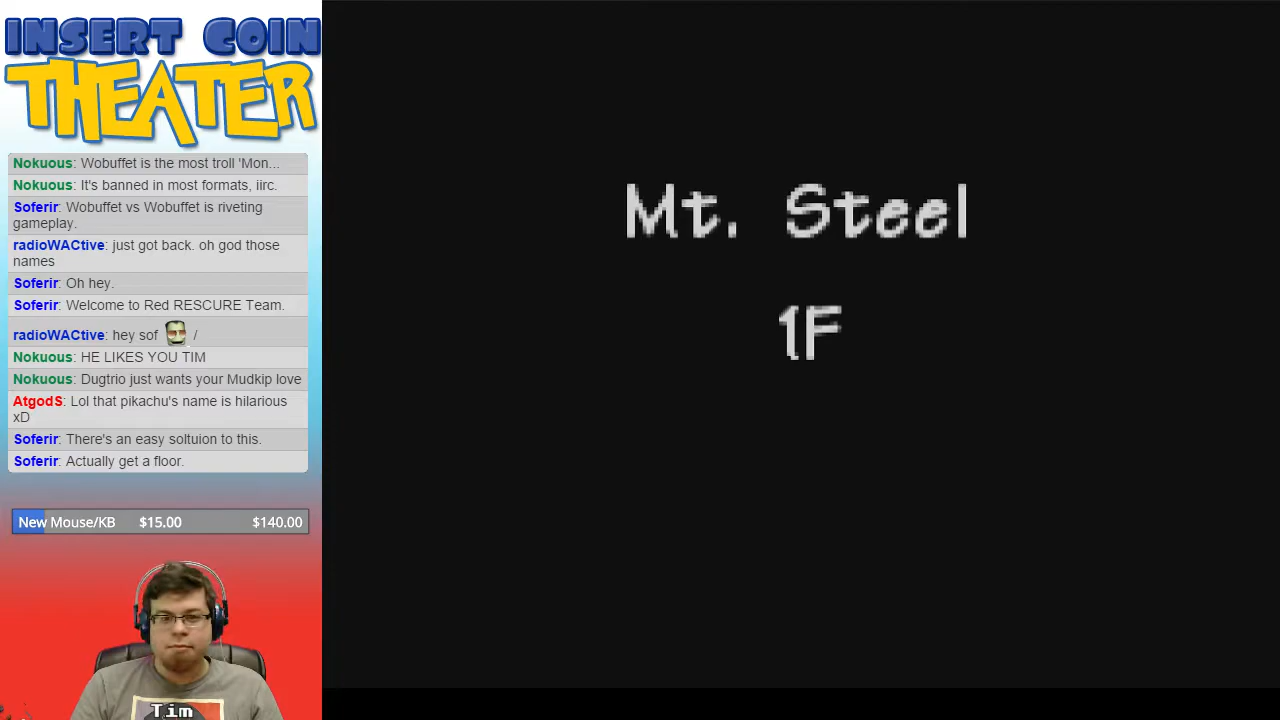 INSERT COIN
THEATER
Nokuous: Wobuffet is the most troll 'Mon...
Nokuous: It's banned in most formats, iirc.
Soferir: Wobuffet vs Wobuffet is riveting
gameplay.
radioWACtive: just got back. oh god those
names
Soferir: Oh hey.
Soferir: Welcome to Red RESCURE Team.
radioWACtive: hey sof /
Nokuous: HE LIKES YOU TIM
Nokuous: Dugtrio just wants your Mudkip love
AtgodS: Lol that pikachu's name is hilarious
xD
Soferir: There's an easy soltuion to this.
Soferir: Actually get a floor.
New Mouse/KB $15.00 $140.00
Tim
Mt. Steel
1F